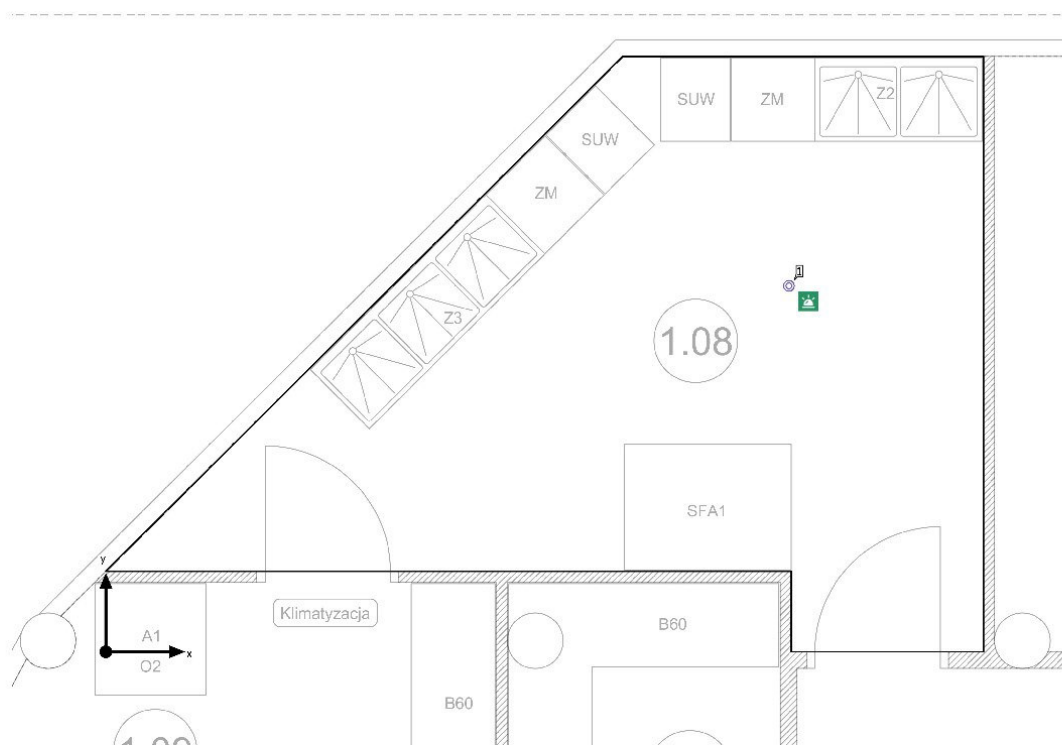 SUW
ZM
Z2
SUW
ZM
1
Z3
1.08
SFA1
y
Klimatyzacja
A1
x
O2
B60
B60